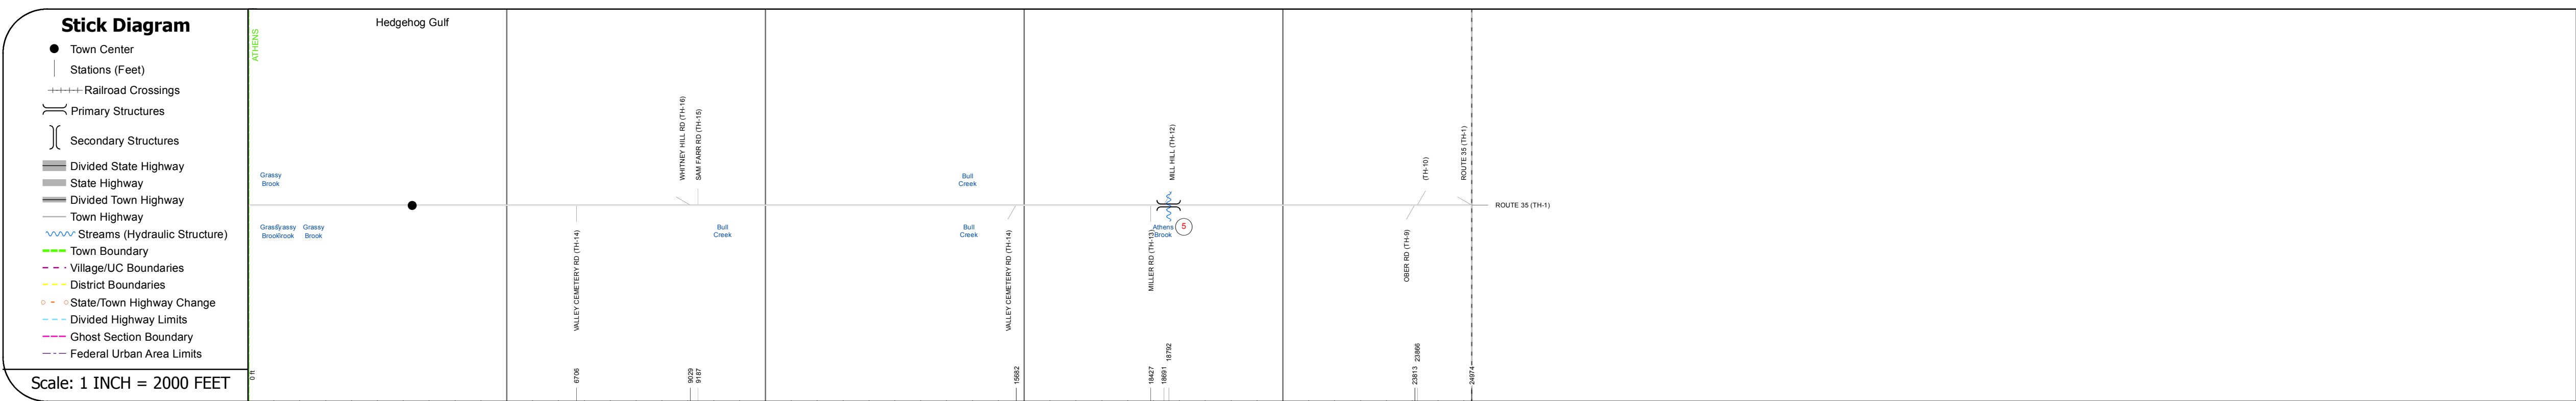 Stick Diagram
Town Center
Stations (Feet)
Railroad Crossings
Primary Structures
Secondary Structures
Divided State Highway
State Highway
Divided Town Highway
Town Highway
Streams (Hydraulic Structure)
Town Boundary
Village/UC Boundaries
District Boundaries
State/Town Highway Change
Divided Highway Limits
Ghost Section Boundary
Federal Urban Area Limits
Scale: 1 INCH = 2000 FEET
ATHENS
Hedgehog Gulf
WHITNEY HILL RD (TH-16)
SAM FARR RD (TH-15)
MILL HILL (TH-12)
(TH-10)
ROUTE 35 (TH-1)
Grassy
Brook
Bull
Creek
ROUTE 35 (TH-1)
Grassy
Brook
Bull
Creek
Bull
Creek
Athens
Brook
5
VALLEY CEMETERY RD (TH-14)
VALLEY CEMETERY RD (TH-14)
MILLER RD (TH-13)
OBER RD (TH-9)
0 ft
6706
9029
9187
15682
18427
18691
18792
23813
23866
24974